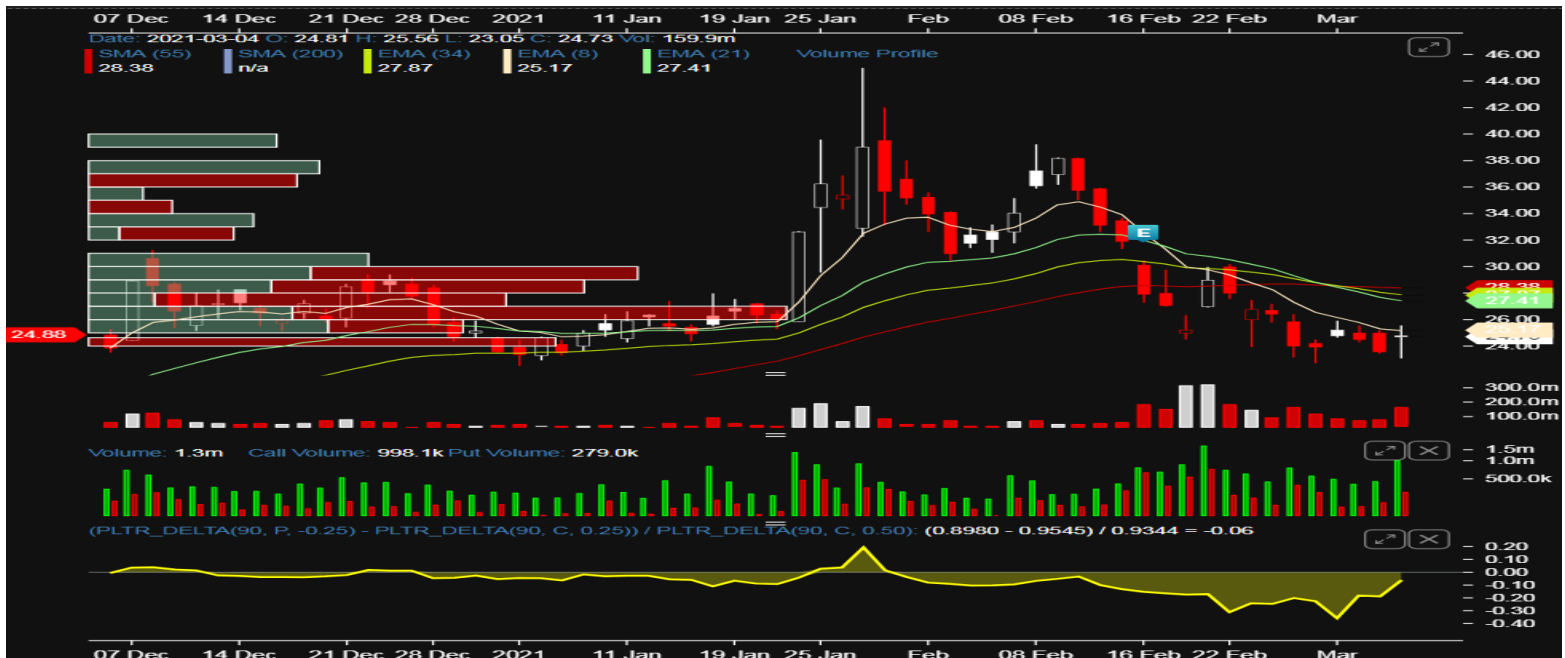 07 Dec 14 Dec 21 Dec 28 Dec 2021 11 Jan 19 Jan 25 Jan Feb 08 Feb 16 Feb 22 Feb Mar
Date: 2021-03-04 O: 24.81 H: 25.56 L: 23.05 C: 24.73 Vol: 159.9m
SMA (55) SMA (200) EMA (34) EMA (8) EMA (21) Volume Profile
28.38 n/a 27.87 25.17 27.41
46.00
44.00
42.00
40.00
38.00
36.00
34.00
E
32.00
30.00
28.38
27.41
26.00
25.17
24.88
24.00
300.0m
200.0m
100.0m
Volume: 1.3m Call Volume: 998.1k Put Volume: 279.0k
1.5m
1.0m
500.0k
(PLTR_DELTA(90, P, -0.25) - PLTR_DELTA(90, C, 0.25)) / PLTR_DELTA(90, C, 0.50): (0.8980 - 0.9545) / 0.9344 = -0.06
0.20
0.10
0.00
-0.10
-0.20
-0.30
-0.40
07 Dec 14 Dec 21 Dec 28 Dec 2021 11 Jan 19 Jan 25 Jan Feb 08 Feb 16 Feb 22 Feb Mar